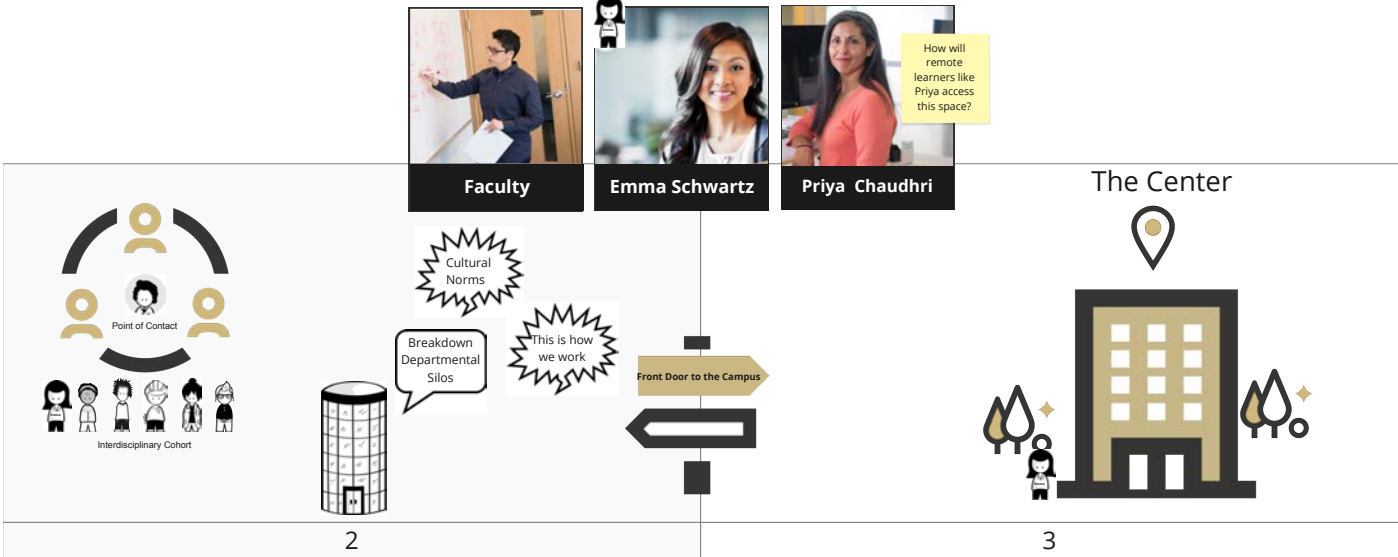 How will
remote
learners like
Priya access
this space?
Faculty
Emma Schwartz
Priya Chaudhri
The Center
Cultural
Norms
Point of Contact
This is how
we work
Breakdown
Departmental
Silos
Front Door to the Campus
Interdisciplinary Cohort
2
3